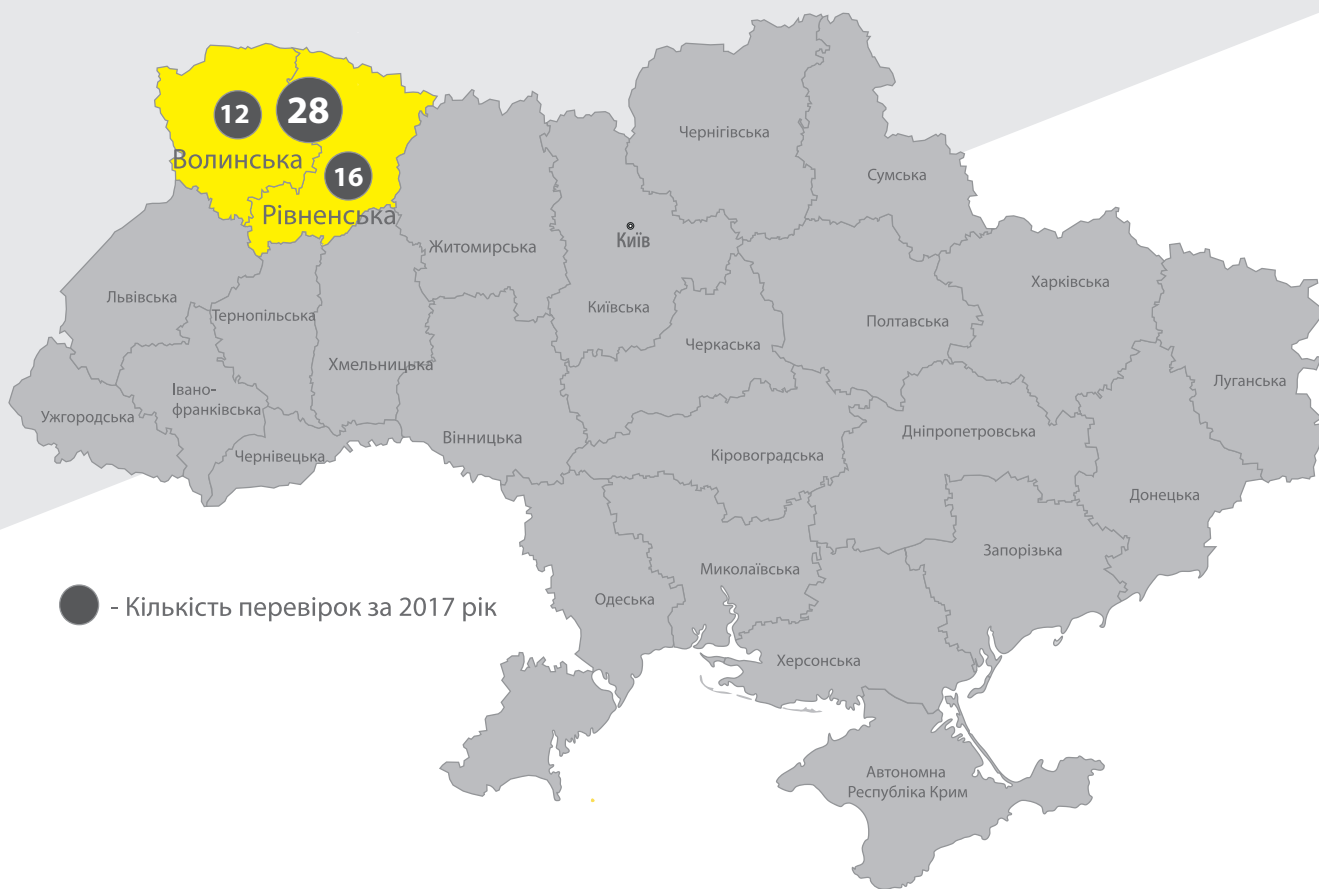 28
12
Волинська
16
Рівненська
Чернігівська
Сумська
Київ
Житомирська
Київська
Львівська
Тернопільська
Хмельницька
Черкаська
Полтавська
Харківська
Луганська
Івано-
франківська
Ужгородська
Чернівецька
Вінницька
Кіровоградська
Дніпропетровська
Донецька
Запорізька
Миколаївська
Одеська
Херсонська
Автономна
Республіка Крим
- Кількість перевірок за 2017 рік